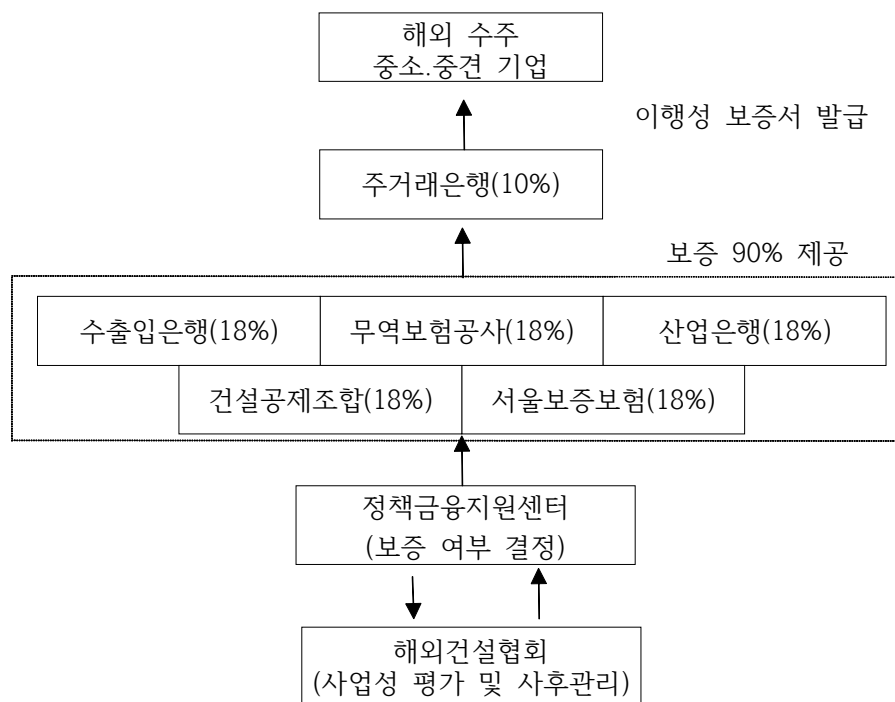 해외 수주
중소.중견 기업
이행성 보증서 발급
주거래은행(10%)
보증 90% 제공
수출입은행(18%) 무역보험공사(18%) 산업은행(18%)
건설공제조합(18%) 서울보증보험(18%)
정책금융지원센터
(보증 여부 결정)
해외건설협회
(사업성 평가 및 사후관리)